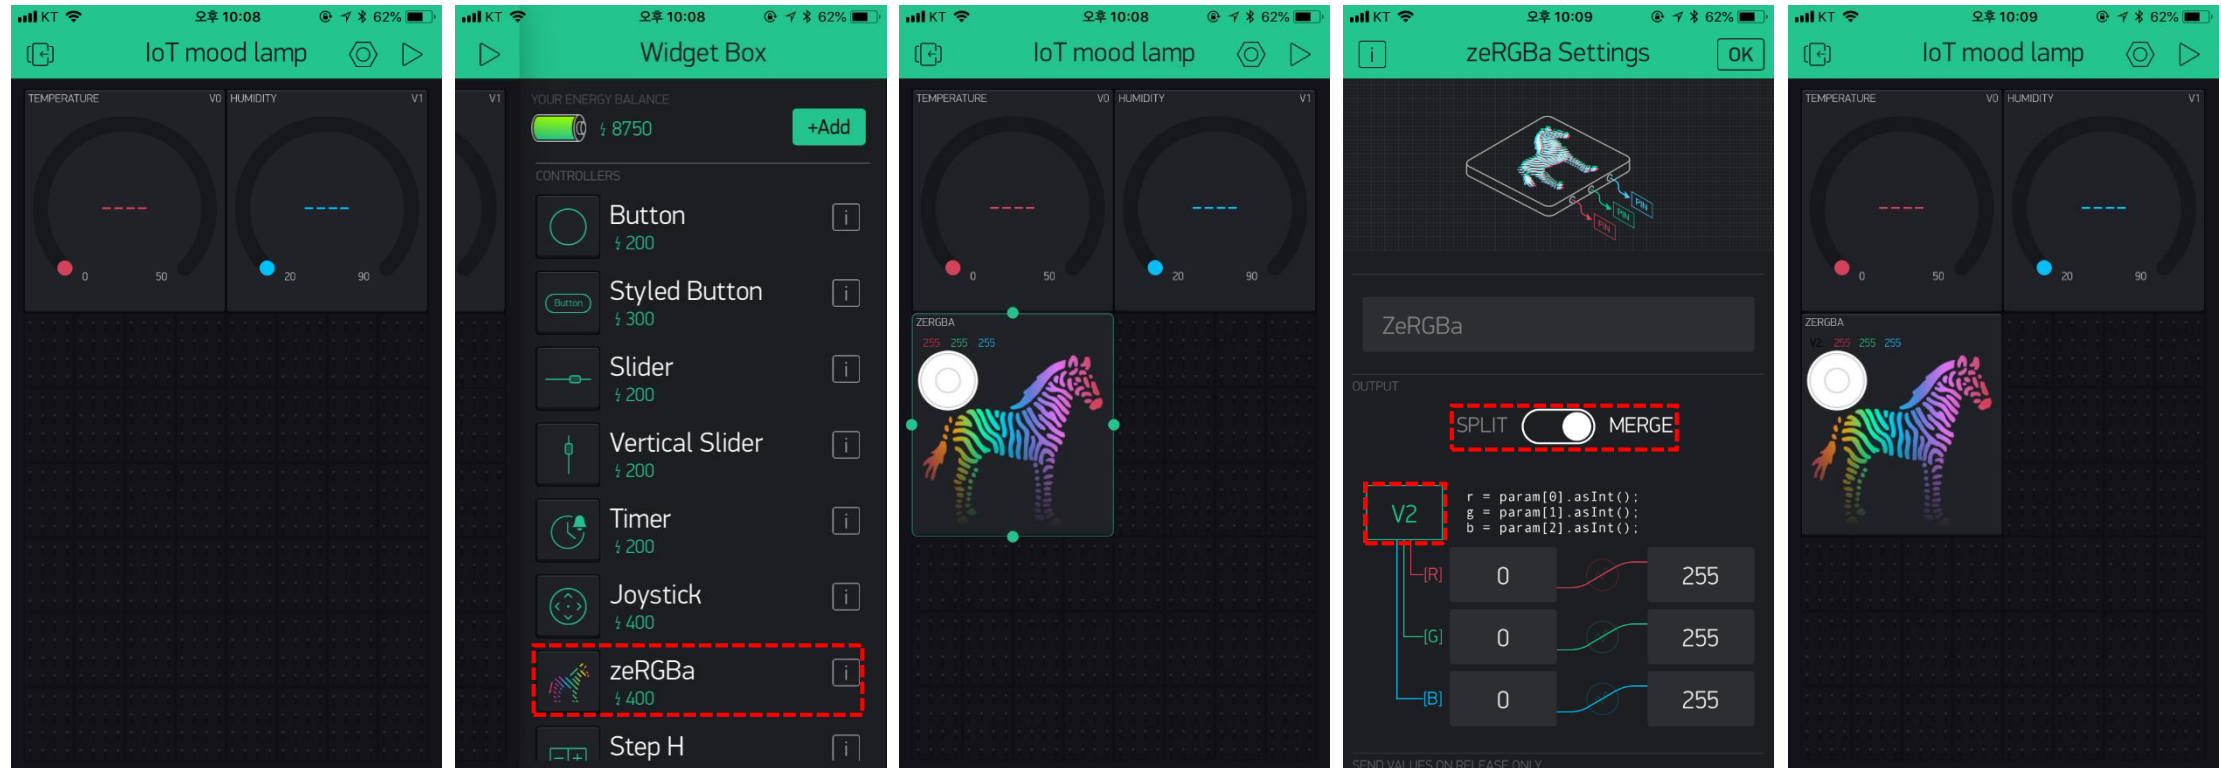 KT 오후 10:08 62%
IoT mood lamp
TEMPERATURE V0 HUMIDITY V1
----
----
0 50 20 90
KT 오후 10:08 62%
Widget Box
V1
YOUR ENERGY BALANCE
8750 +Add
CONTROLLERS
Button i
200
Button
Styled Button i
300
Slider i
200
Vertical Slider i
200
Timer i
200
Joystick i
400
zeRGBa i
400
Step H i
KT 오후 10:08 62%
IoT mood lamp
TEMPERATURE V0 HUMIDITY V1
----
----
0 50 20 90
ZERGBA
255 255 255
KT 오후 10:09 62%
i zeRGBa Settings OK
PIN
PIN
PIN
ZeRGBa
OUTPUT
SPLIT MERGE
V2
r = param[0].asInt();
g = param[1].asInt();
b = param[2].asInt();
[R] 0 255
[G] 0 255
[B] 0 255
SEND VALUES ON RELEASE ONLY
KT 오후 10:09 62%
IoT mood lamp
TEMPERATURE V0 HUMIDITY V1
----
----
0 50 20 90
ZERGBA
V2: 255 255 255